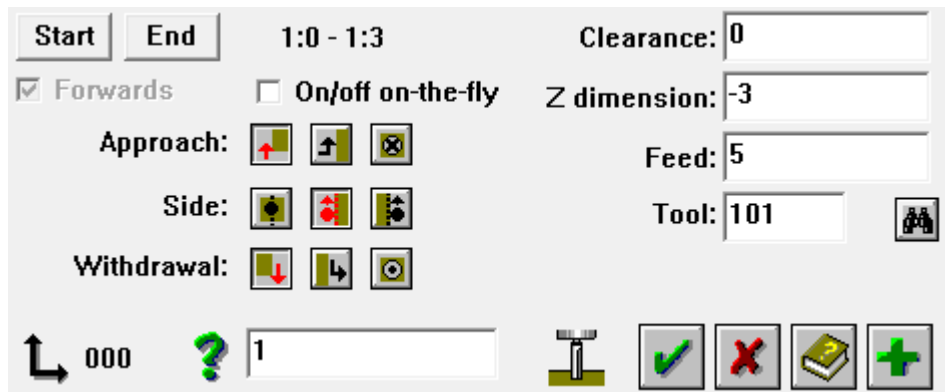 Start End 1:0 - 1:3 Clearance: 0
Forwards On/off on-the-fly Z dimension: -3
Approach: Feed: 5
Side: Tool: 101
Withdrawal:
000 ? 1